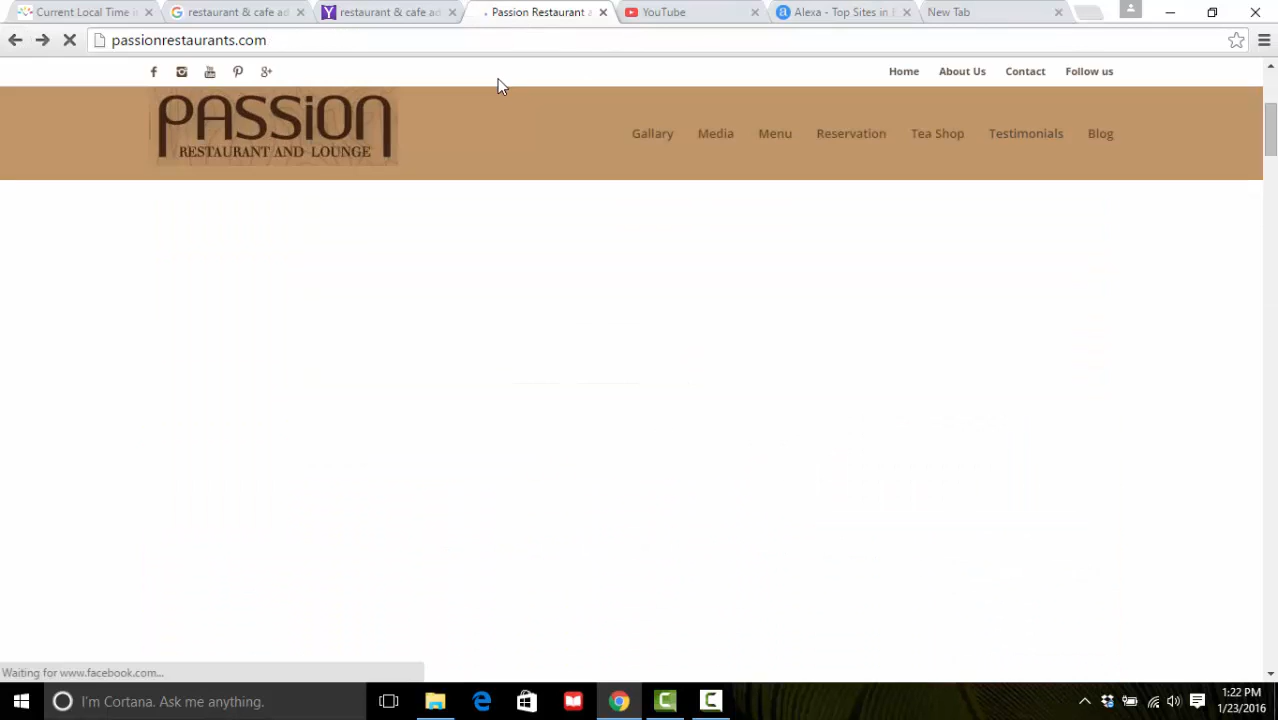 Current Local Time i
restaurant & cafe ad
restaurant & cafe ad
Passion Restaurant a
YouTube
Alexa - Top Sites in
New Tab
passionrestaurants.com
Home About Us Contact Follow us
PASSiON
RESTAURANT AND LOUNGE
Gallary Media Menu Reservation Tea Shop Testimonials Blog
Waiting for www.facebook.com...
I'm Cortana. Ask me anything.
1:22 PM
1/23/2016